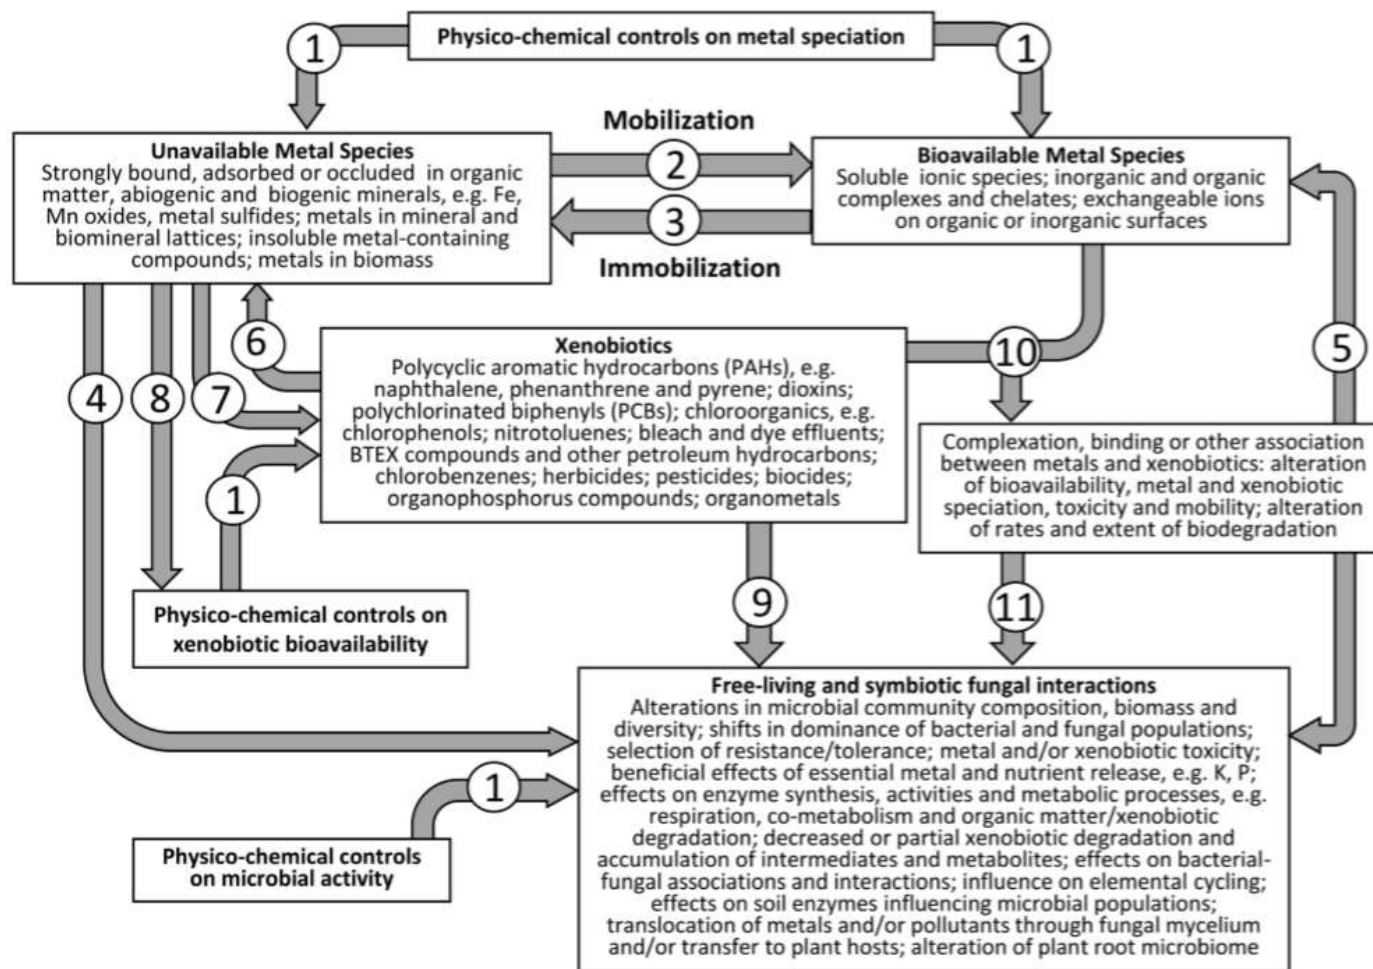 Physico-chemical controls on metal speciation
1
1
Mobilization
2
3
Immobilization
Unavailable Metal Species
Strongly bound, adsorbed or occluded in organic
matter, abiogenic and biogenic minerals, e.g. Fe,
Mn oxides, metal sulfides; metals in mineral and
biomineral lattices; insoluble metal-containing
compounds; metals in biomass
Bioavailable Metal Species
Soluble ionic species; inorganic and organic
complexes and chelates; exchangeable ions
on organic or inorganic surfaces
4
8
7
6
1
10
5
Xenobiotics
Polycyclic aromatic hydrocarbons (PAHs), e.g.
naphthalene, phenanthrene and pyrene; dioxins;
polychlorinated biphenyls (PCBs); chloroorganics, e.g.
chlorophenols; nitrotoluenes; bleach and dye effluents;
BTEX compounds and other petroleum hydrocarbons;
chlorobenzenes; herbicides; pesticides; biocides;
organophosphorus compounds; organometals
Complexation, binding or other association
between metals and xenobiotics: alteration
of bioavailability, metal and xenobiotic
speciation, toxicity and mobility; alteration
of rates and extent of biodegradation
Physico-chemical controls on
xenobiotic bioavailability
9
11
Free-living and symbiotic fungal interactions
Alterations in microbial community composition, biomass and
diversity; shifts in dominance of bacterial and fungal populations;
selection of resistance/tolerance; metal and/or xenobiotic toxicity;
beneficial effects of essential metal and nutrient release, e.g. K, P;
effects on enzyme synthesis, activities and metabolic processes, e.g.
respiration, co-metabolism and organic matter/xenobiotic
degradation; decreased or partial xenobiotic degradation and
accumulation of intermediates and metabolites; effects on bacterial-
fungal associations and interactions; influence on elemental cycling;
effects on soil enzymes influencing microbial populations;
translocation of metals and/or pollutants through fungal mycelium
and/or transfer to plant hosts; alteration of plant root microbiome
1
Physico-chemical controls
on microbial activity